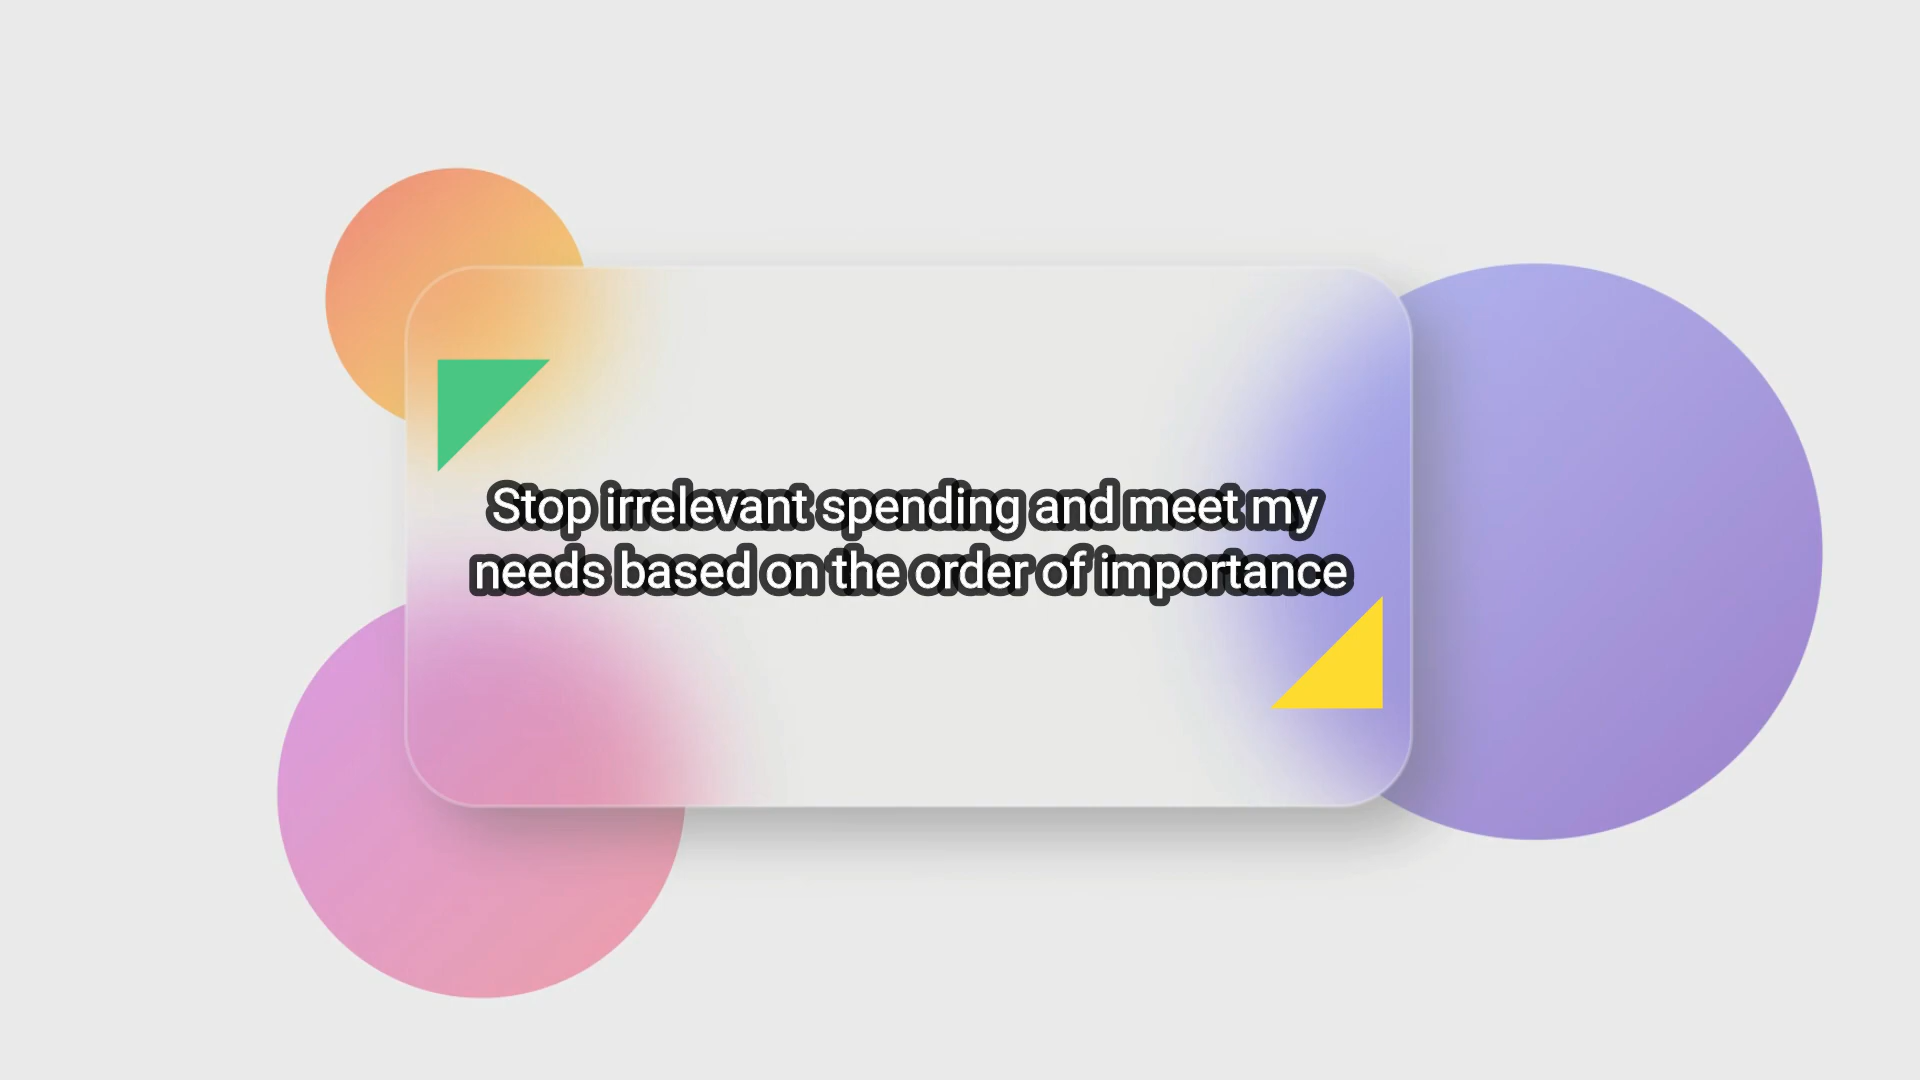 Stop irrelevant spending and meet my
needs based on the order of importance